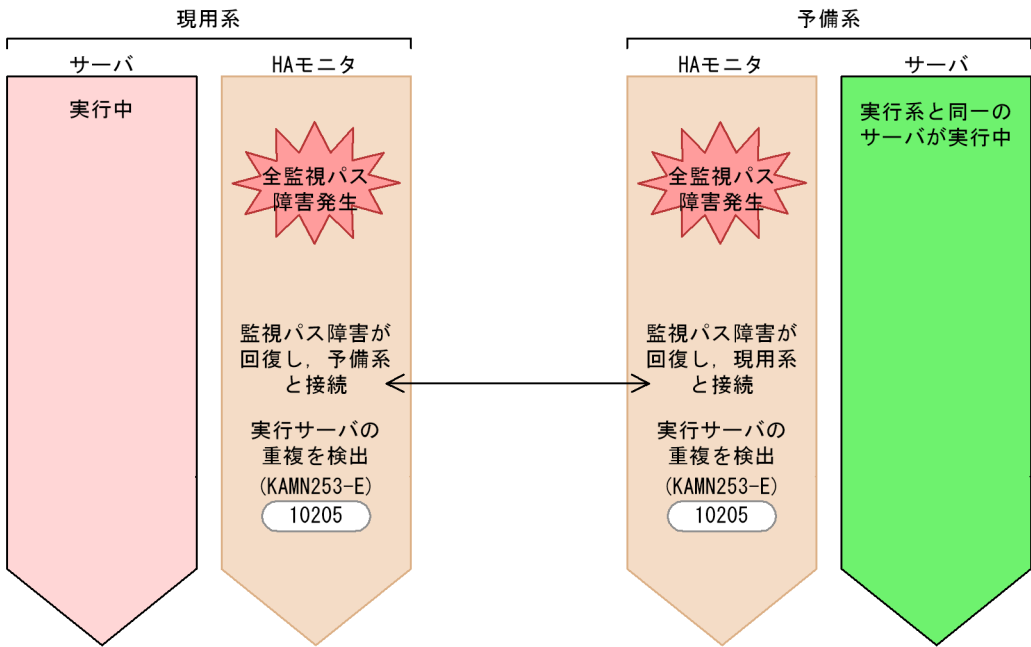 現用系
予備系
サーバ
HAモニタ
HAモニタ
サーバ
実行中
全監視パス
障害発生
監視パス障害が
回復し，予備系
と接続
実行サーバの
重複を検出
(KAMN253-E)
10205
全監視パス
障害発生
監視パス障害が
回復し，現用系
と接続
実行サーバの
重複を検出
(KAMN253-E)
10205
実行系と同一の
サーバが実行中